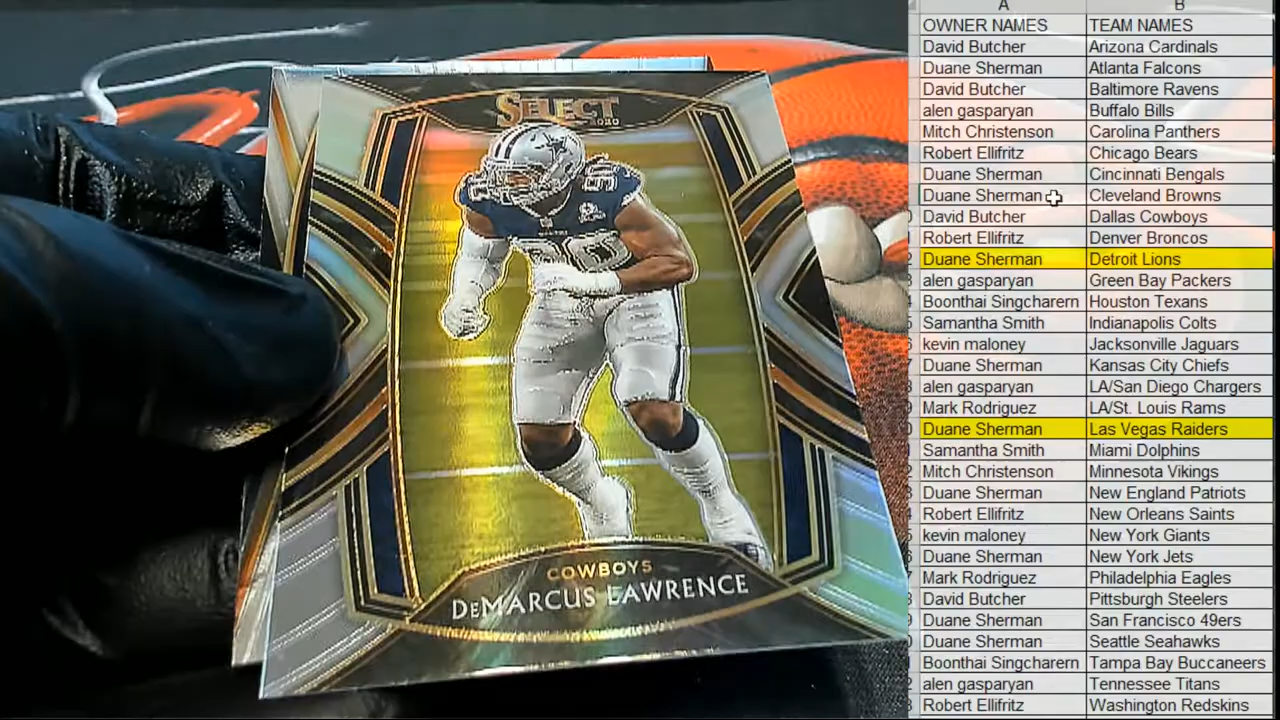 SELECT
2020
90
90
COWBOYS
DEMARCUS LAWRENCE
A B
OWNER NAMES TEAM NAMES
David Butcher Arizona Cardinals
Duane Sherman Atlanta Falcons
David Butcher Baltimore Ravens
alen gasparyan Buffalo Bills
Mitch Christenson Carolina Panthers
Robert Ellifritz Chicago Bears
Duane Sherman Cincinnati Bengals
Duane Sherman Cleveland Browns
David Butcher Dallas Cowboys
Robert Ellifritz Denver Broncos
Duane Sherman Detroit Lions
alen gasparyan Green Bay Packers
Boonthai Singcharern Houston Texans
Samantha Smith Indianapolis Colts
kevin maloney Jacksonville Jaguars
Duane Sherman Kansas City Chiefs
alen gasparyan LA/San Diego Chargers
Mark Rodriguez LA/St. Louis Rams
Duane Sherman Las Vegas Raiders
Samantha Smith Miami Dolphins
Mitch Christenson Minnesota Vikings
Duane Sherman New England Patriots
Robert Ellifritz New Orleans Saints
kevin maloney New York Giants
Duane Sherman New York Jets
Mark Rodriguez Philadelphia Eagles
David Butcher Pittsburgh Steelers
Duane Sherman San Francisco 49ers
Duane Sherman Seattle Seahawks
Boonthai Singcharern Tampa Bay Buccaneers
alen gasparyan Tennessee Titans
Robert Ellifritz Washington Redskins